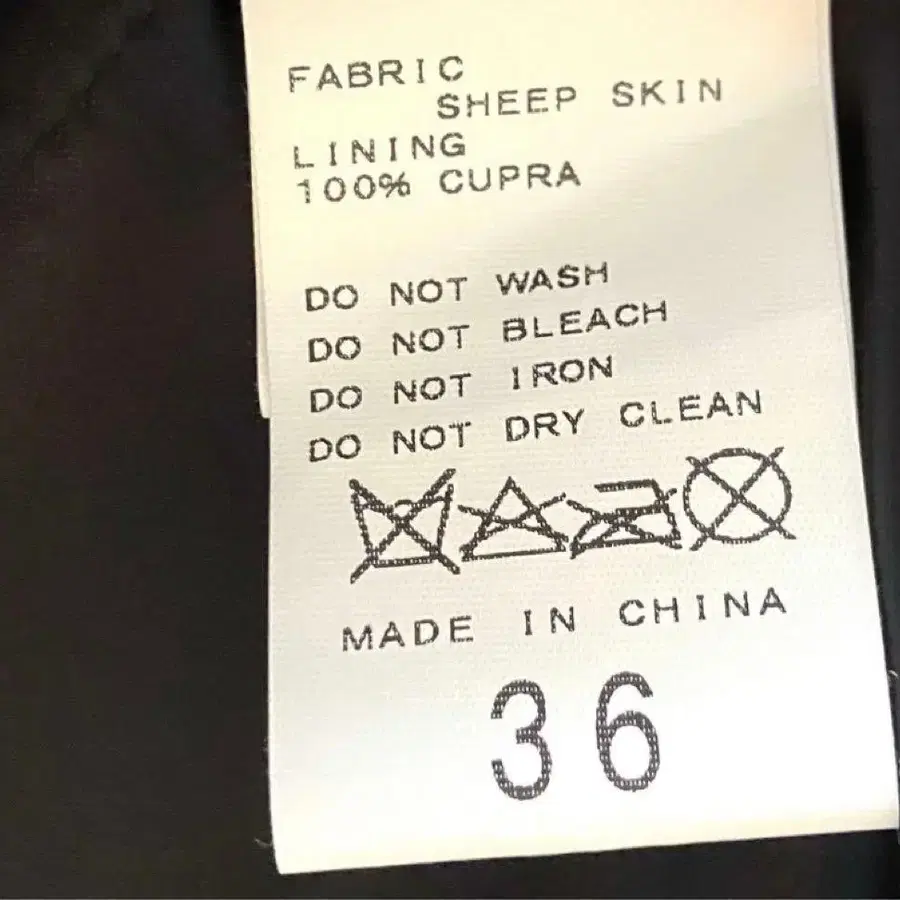 FABRIC
SHEEP SKIN
LINING
100% CUPRA
DO NOT WASH
DO NOT BLEACH
DO NOT IRON
DO NOT DRY CLEAN
MADE IN CHINA
36